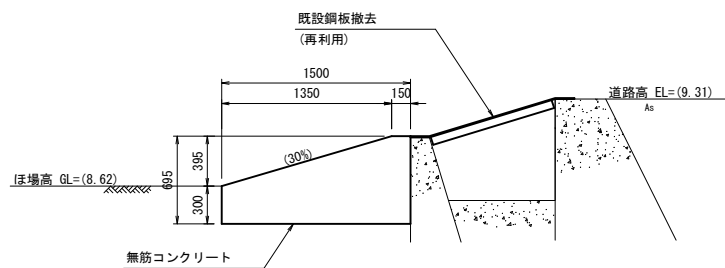 既設鋼板撤去
(再利用)
1500
1350
150
道路高 EL=(9.31)
As
(30%)
395
695
300
ほ場高 GL=(8.62)
無筋コンクリート